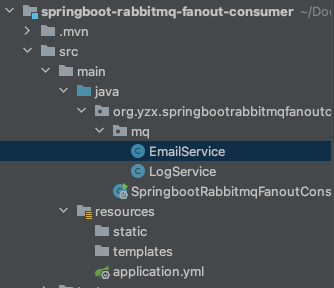 springboot-rabbitmq-fanout-consumer ~/Doc
.mvn
src
main
java
org.yzx.springbootrabbitmqfanoutc
mq
EmailService
LogService
SpringbootRabbitmqFanoutCons
resources
static
templates
application.yml